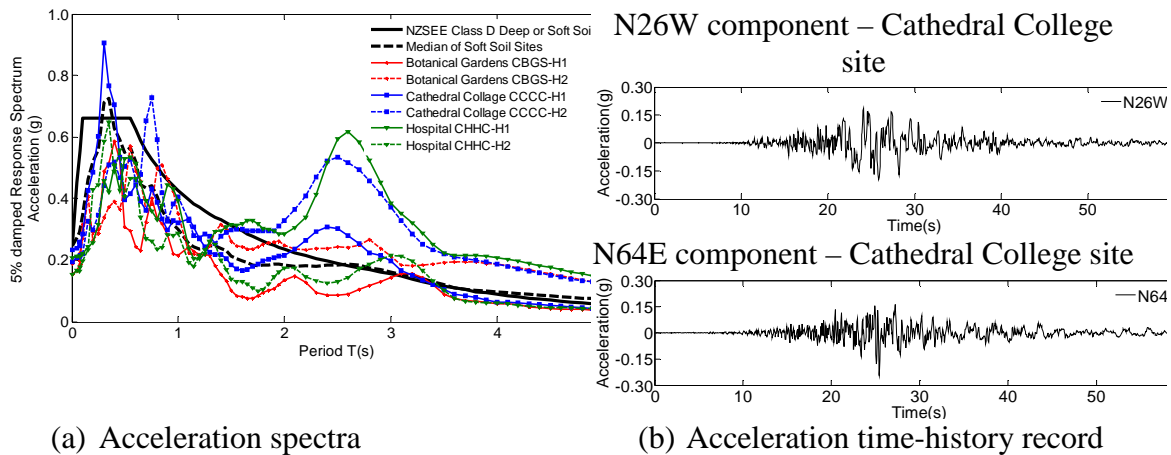 1.0
0.8
0.6
0.4
0.2
0
0
1
2
3
4
5% damped Response Spectrum
Acceleration (g)
Period T(s)
NZSEE Class D Deep or Soft Soil
Median of Soft Soil Sites
Botanical Gardens CBGS-H1
Botanical Gardens CBGS-H2
Cathedral Collage CCCC-H1
Cathedral Collage CCCC-H2
Hospital CHHC-H1
Hospital CHHC-H2
(a) Acceleration spectra
N26W component – Cathedral College
site
Acceleration(g)
0.30
0.15
0
-0.15
-0.30
N26W
0 10 20 30 40 50
Time(s)
N64E component – Cathedral College site
Acceleration(g)
0.30
0.15
0
-0.15
-0.30
N64
0 10 20 30 40 50
Time(s)
(b) Acceleration time-history record